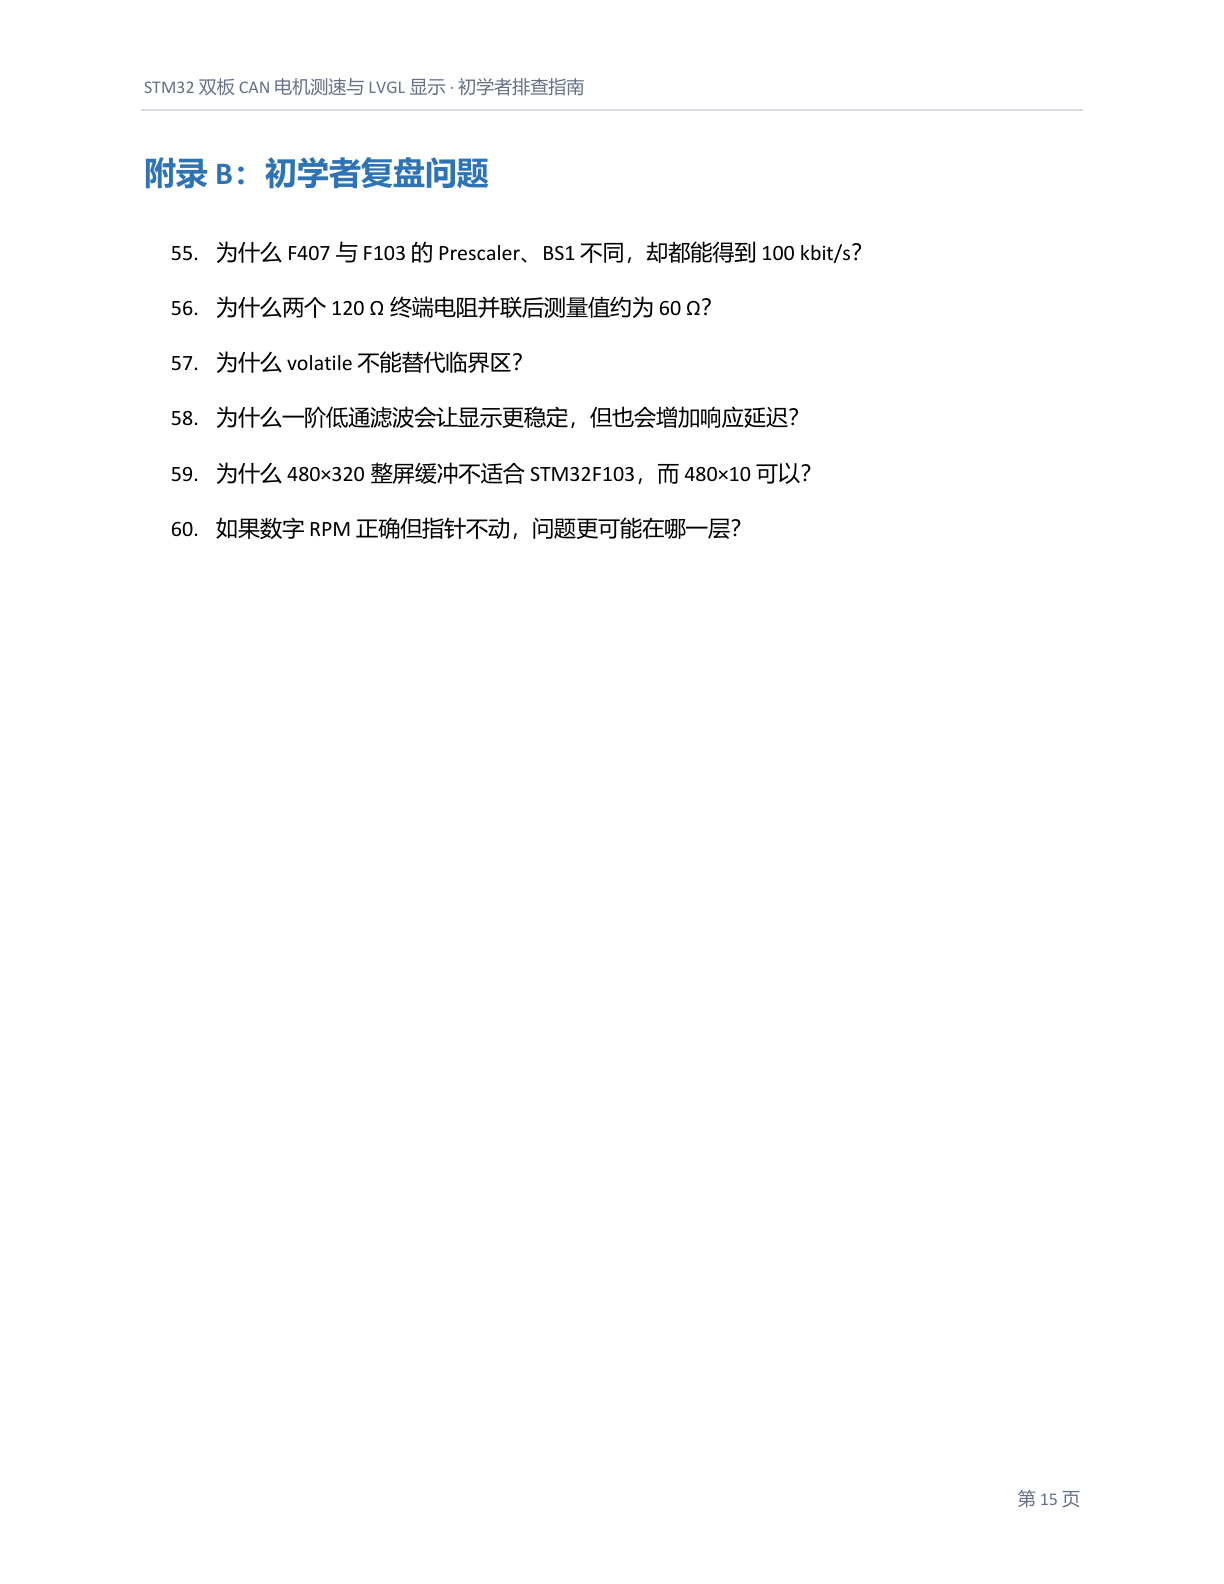 STM32 双板 CAN 电机测速与 LVGL 显示 · 初学者排查指南
附录 B：初学者复盘问题
55. 为什么 F407 与 F103 的 Prescaler、BS1 不同，却都能得到 100 kbit/s？
56. 为什么两个 120 Ω 终端电阻并联后测量值约为 60 Ω？
57. 为什么 volatile 不能替代临界区？
58. 为什么一阶低通滤波会让显示更稳定，但也会增加响应延迟？
59. 为什么 480×320 整屏缓冲不适合 STM32F103，而 480×10 可以？
60. 如果数字 RPM 正确但指针不动，问题更可能在哪一层？
第 15 页